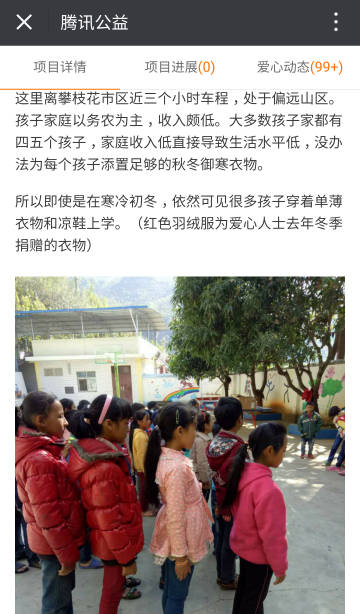 腾讯公益
项目详情 项目进展(0) 爱心动态(99+)
这里离攀枝花市区近三个小时车程，处于偏远山区。
孩子家庭以务农为主，收入颇低。大多数孩子家都有
四五个孩子，家庭收入低直接导致生活水平低，没办
法为每个孩子添置足够的秋冬御寒衣物。
所以即使是在寒冷初冬，依然可见很多孩子穿着单薄
衣物和凉鞋上学。（红色羽绒服为爱心人士去年冬季
捐赠的衣物）